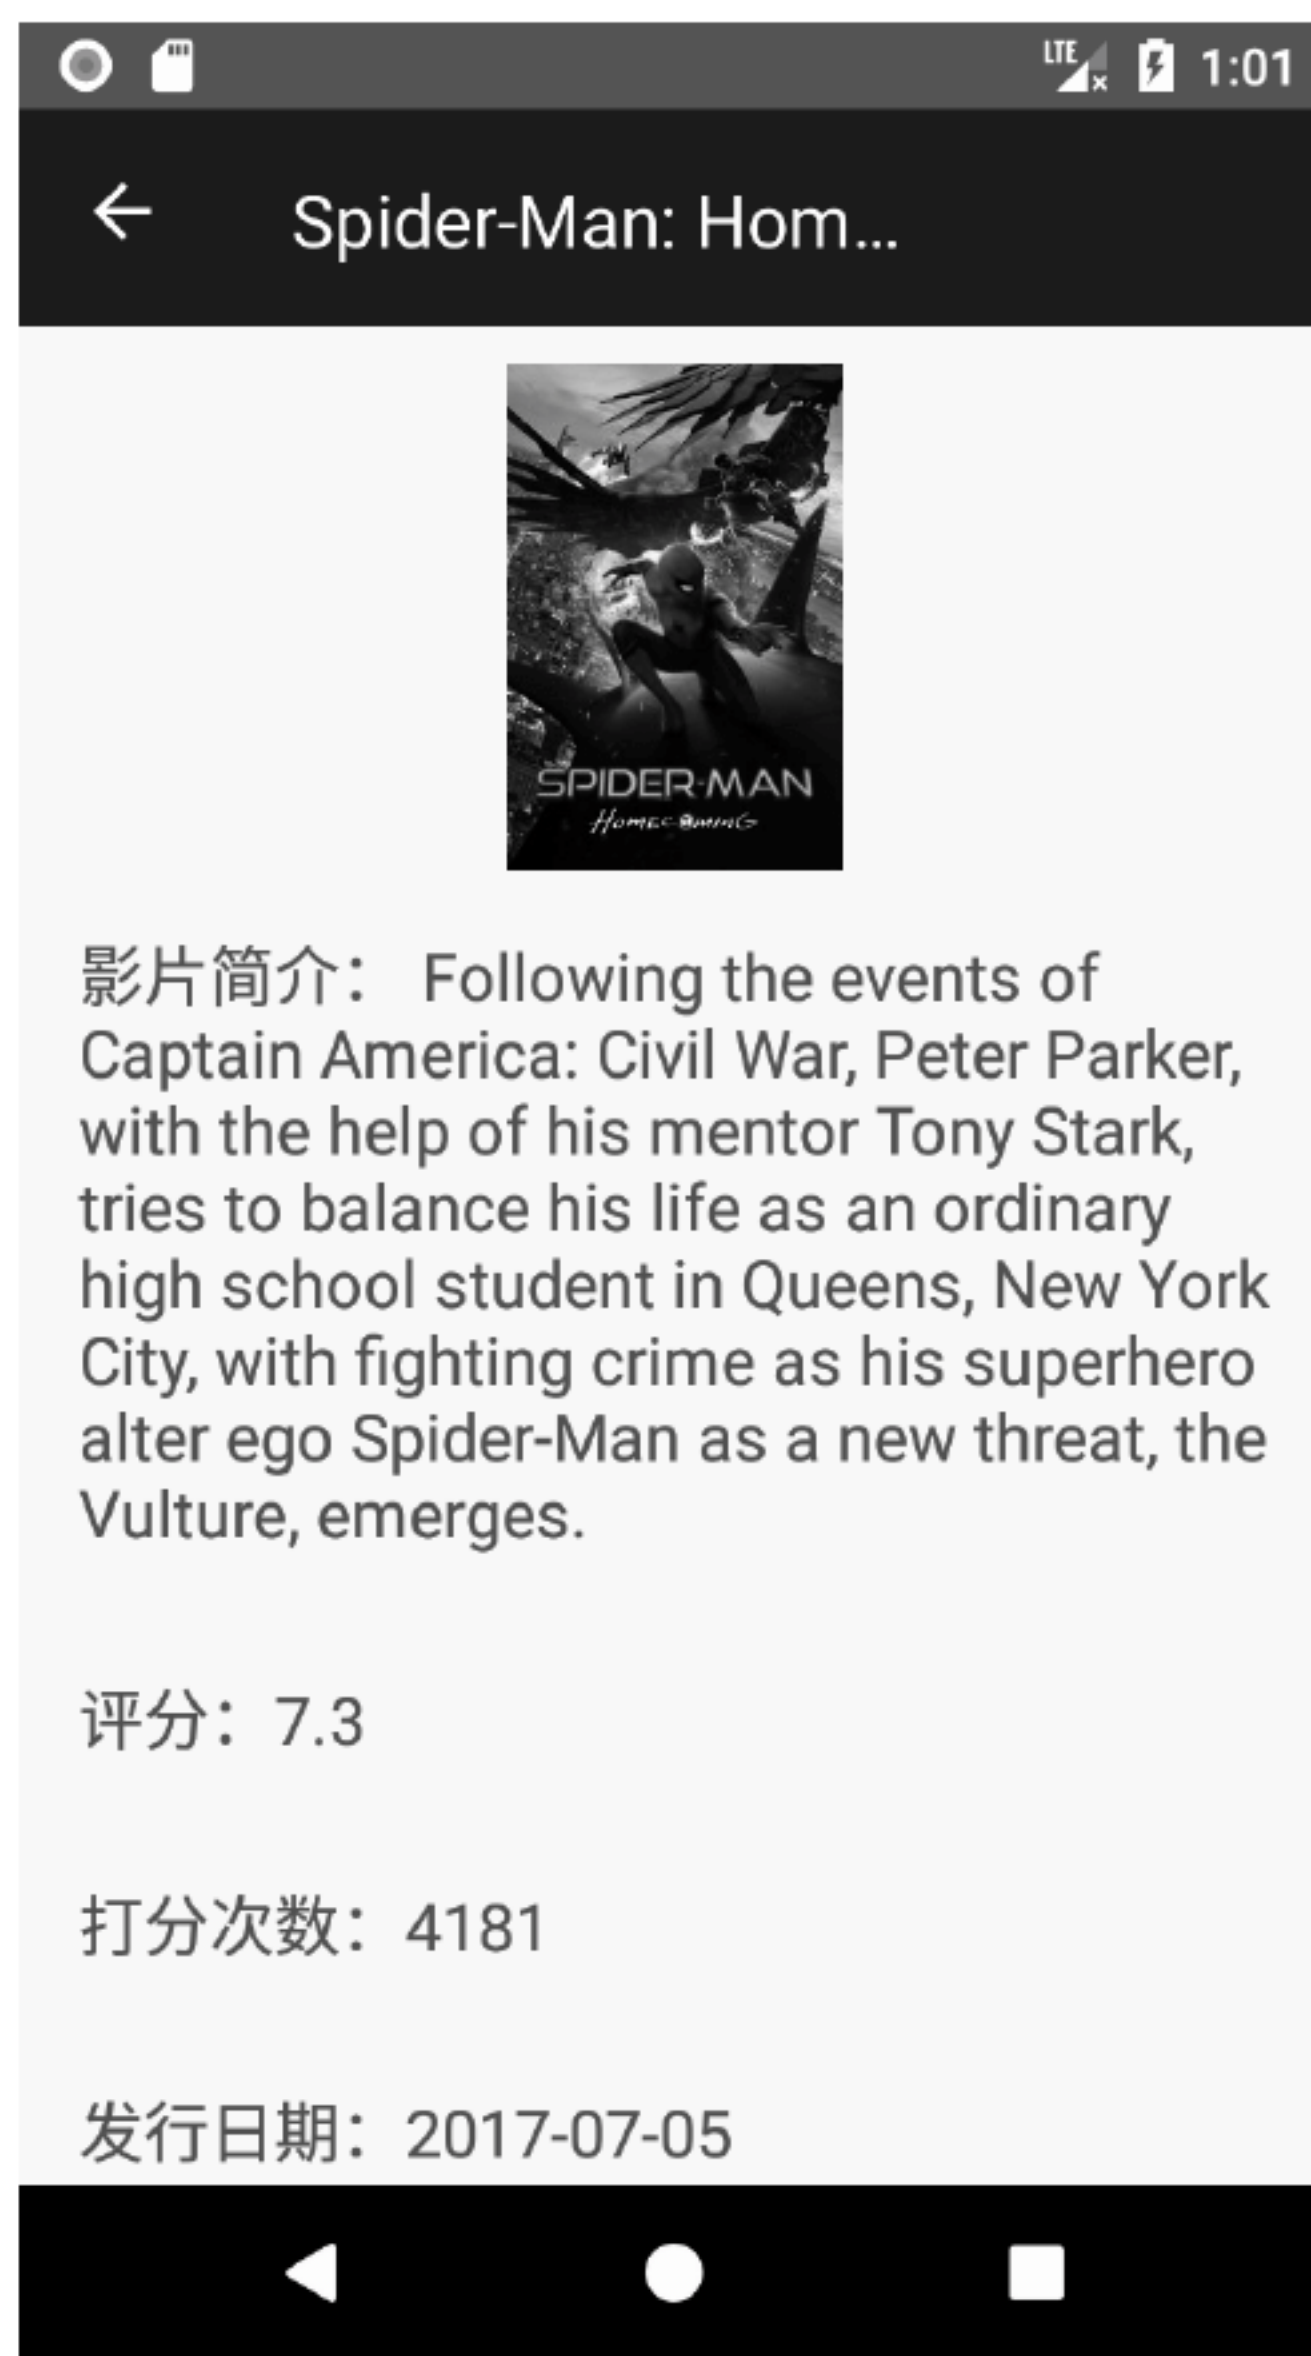 LTE 1:01
Spider-Man: Hom...
SPIDER-MAN
HOMECOMING
影片简介： Following the events of
Captain America: Civil War, Peter Parker,
with the help of his mentor Tony Stark,
tries to balance his life as an ordinary
high school student in Queens, New York
City, with fighting crime as his superhero
alter ego Spider-Man as a new threat, the
Vulture, emerges.
评分：7.3
打分次数：4181
发行日期：2017-07-05